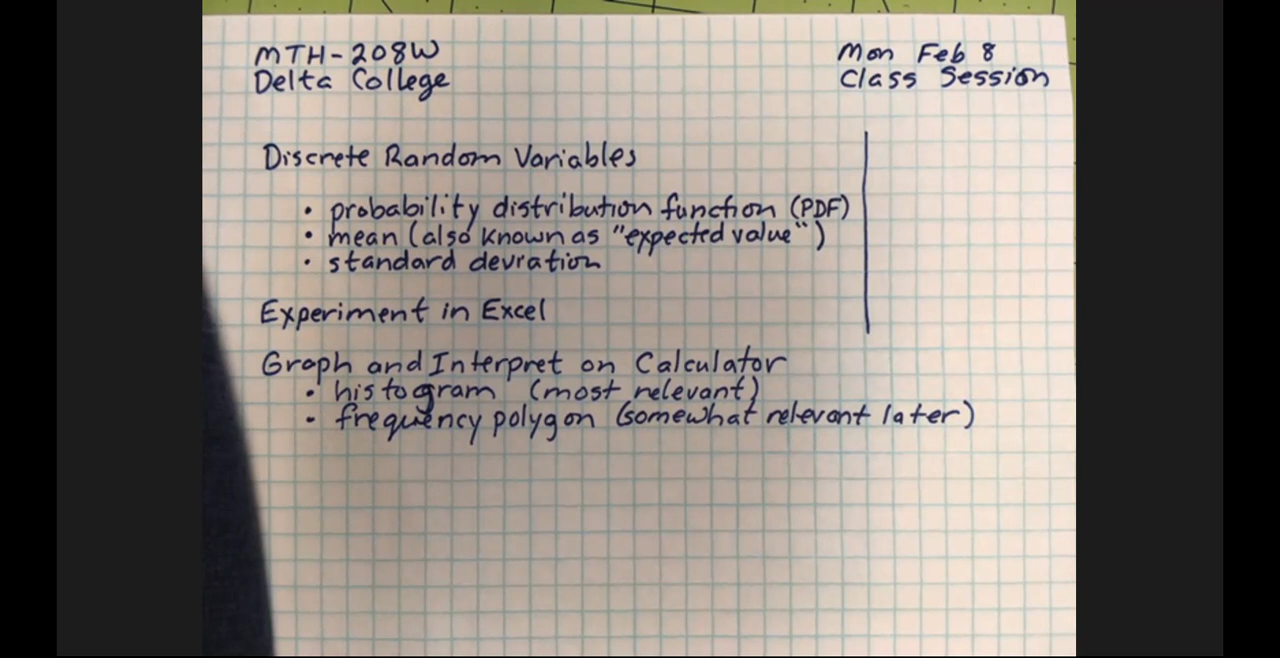 MTH-208W
Delta College
Mon Feb 8
Class Session
Discrete Random Variables
• probability distribution function (PDF)
• mean (also known as "expected value")
• standard devration
Experiment in Excel
Graph and Interpret on Calculator
• histogram (most relevant)
• frequency polygon (somewhat relevant later)